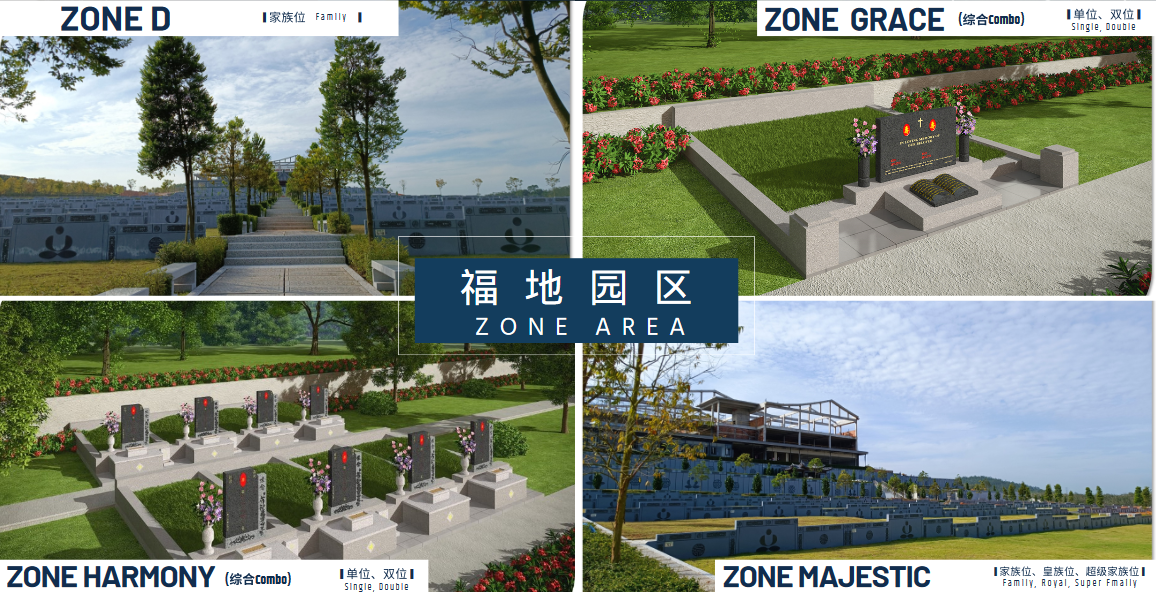 ZONE D
家族位 Family
ZONE GRACE (综合Combo)
单位、双位
Single, Double
福地园区
ZONE AREA
ZONE HARMONY (综合Combo)
单位、双位
Single, Double
ZONE MAJESTIC
家族位、皇族位、超级家族位
Family, Royal, Super Fmaily